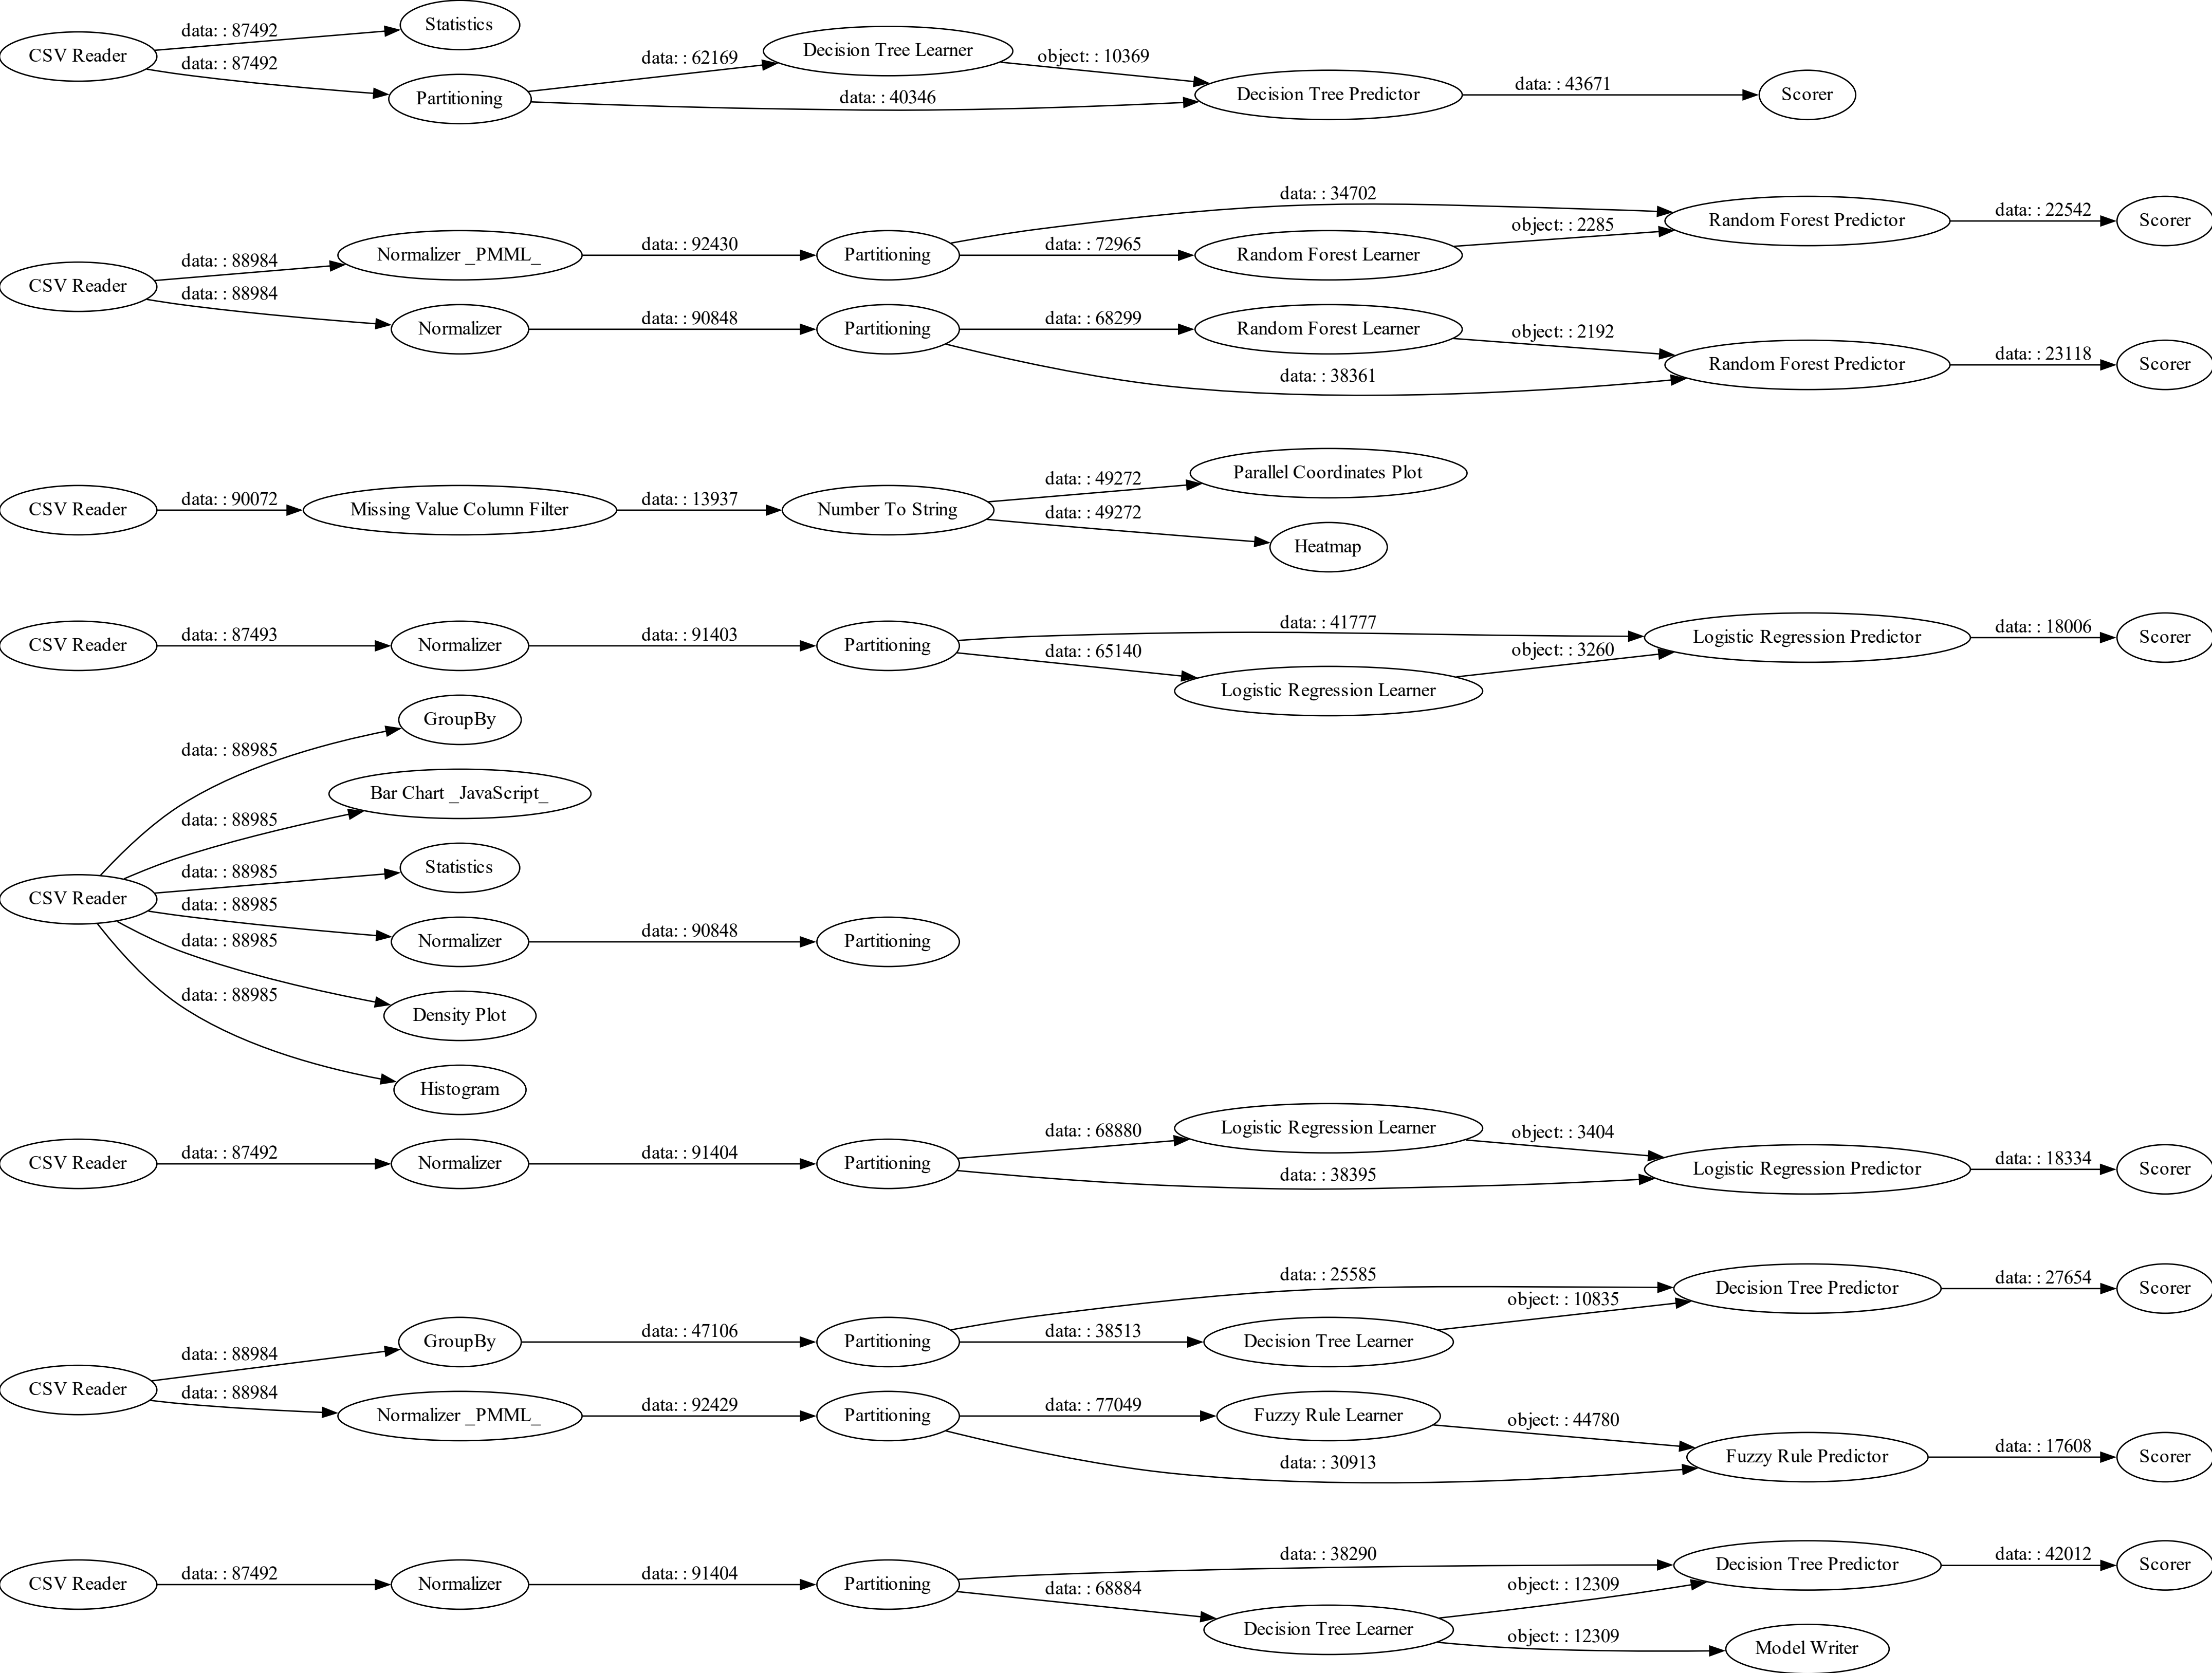 CSV Reader
data: : 87492
Statistics
data: : 87492
Partitioning
data: : 62169
Decision Tree Learner
object: : 10369
data: : 40346
Decision Tree Predictor
data: : 43671
Scorer
CSV Reader
data: : 88984
Normalizer _PMML_
data: : 92430
Partitioning
data: : 34702
data: : 72965
Random Forest Learner
object: : 2285
Random Forest Predictor
data: : 22542
Scorer
data: : 88984
Normalizer
data: : 90848
Partitioning
data: : 68299
Random Forest Learner
object: : 2192
data: : 38361
Random Forest Predictor
data: : 23118
Scorer
CSV Reader
data: : 90072
Missing Value Column Filter
data: : 13937
Number To String
data: : 49272
Parallel Coordinates Plot
data: : 49272
Heatmap
CSV Reader
data: : 87493
Normalizer
data: : 91403
Partitioning
data: : 41777
data: : 65140
Logistic Regression Learner
object: : 3260
Logistic Regression Predictor
data: : 18006
Scorer
CSV Reader
data: : 88985
GroupBy
data: : 88985
Bar Chart _JavaScript_
data: : 88985
Statistics
data: : 88985
Normalizer
data: : 90848
Partitioning
data: : 88985
Density Plot
data: : 88985
Histogram
CSV Reader
data: : 87492
Normalizer
data: : 91404
Partitioning
data: : 68880
Logistic Regression Learner
object: : 3404
data: : 38395
Logistic Regression Predictor
data: : 18334
Scorer
CSV Reader
data: : 88984
GroupBy
data: : 47106
Partitioning
data: : 25585
data: : 38513
Decision Tree Learner
object: : 10835
Decision Tree Predictor
data: : 27654
Scorer
data: : 88984
Normalizer _PMML_
data: : 92429
Partitioning
data: : 77049
Fuzzy Rule Learner
object: : 44780
data: : 30913
Fuzzy Rule Predictor
data: : 17608
Scorer
CSV Reader
data: : 87492
Normalizer
data: : 91404
Partitioning
data: : 38290
data: : 68884
Decision Tree Learner
object: : 12309
Decision Tree Predictor
data: : 42012
Scorer
object: : 12309
Model Writer